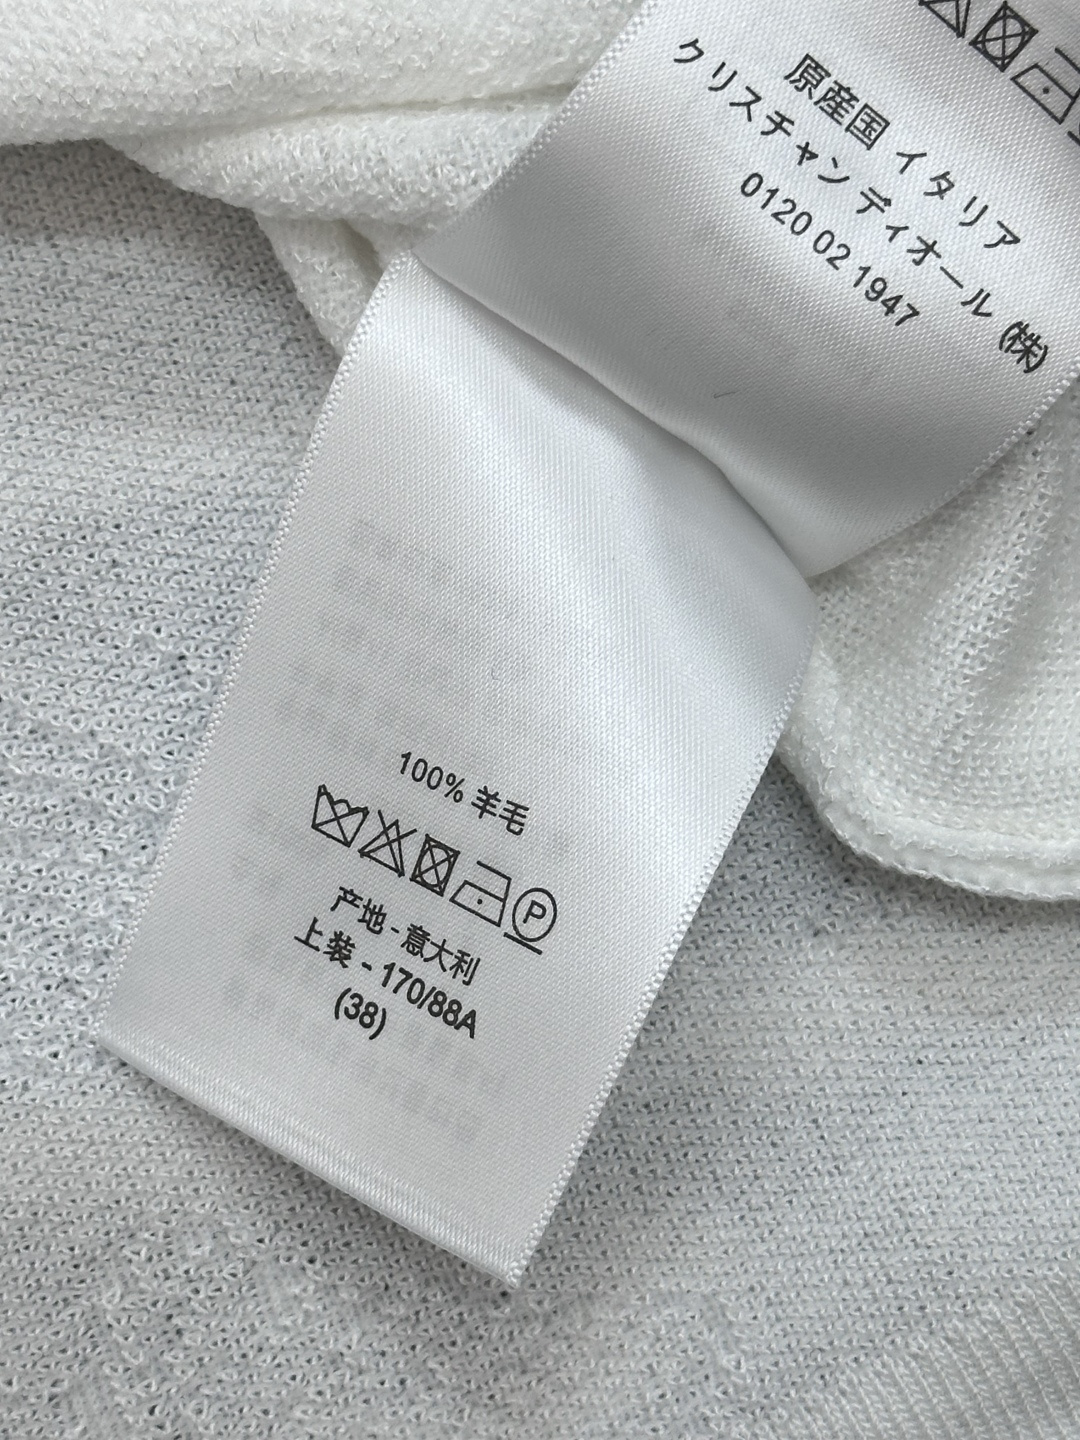 原産国 イタリア
クリスチャン ディオール (株)
0120 02 1947
100% 羊毛
P
产地 - 意大利
上装 - 170/88A
(38)